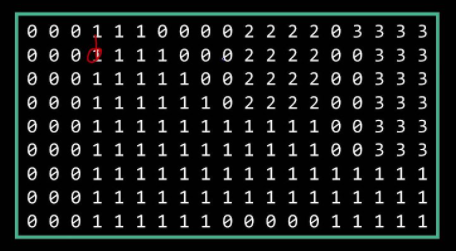 0 0 0 1 1 1 0 0 0 0 2 2 2 2 0 3 3 3 3
0 0 0 1 1 1 1 0 0 0 2 2 2 2 0 0 3 3 3
0 0 0 1 1 1 1 1 0 0 2 2 2 2 0 0 3 3 3
0 0 0 1 1 1 1 1 1 0 2 2 2 2 0 0 3 3 3
0 0 0 1 1 1 1 1 1 1 1 1 1 1 0 0 3 3 3
0 0 0 1 1 1 1 1 1 1 1 1 1 1 0 0 3 3 3
0 0 0 1 1 1 1 1 1 1 1 1 1 1 1 1 1 1 1
0 0 0 1 1 1 1 1 1 1 1 1 1 1 1 1 1 1 1
0 0 0 1 1 1 1 1 1 0 0 0 0 0 1 1 1 1 1